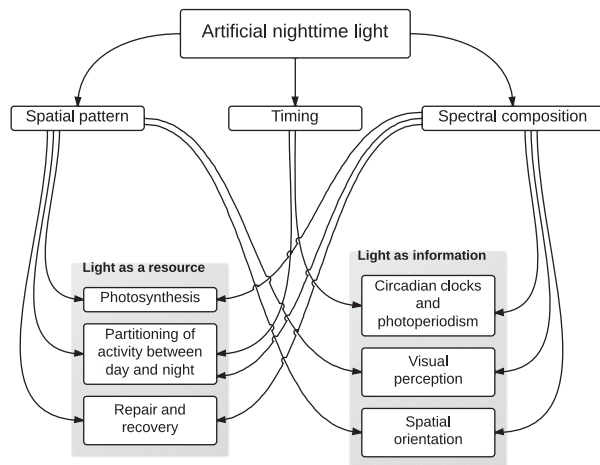 Artificial nighttime light
Spatial pattern
Timing
Spectral composition
Light as a resource
Photosynthesis
Partitioning of
activity between
day and night
Repair and
recovery
Light as information
Circadian clocks
and
photoperiodism
Visual
perception
Spatial
orientation